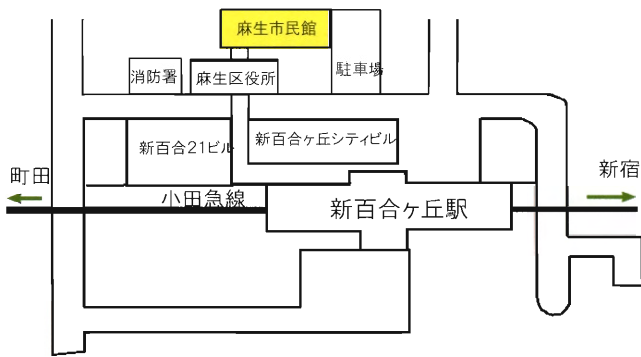 麻生市民館
消防署
麻生区役所
駐車場
新百合21ビル
新百合ヶ丘シティビル
町田
新宿
小田急線
新百合ヶ丘駅